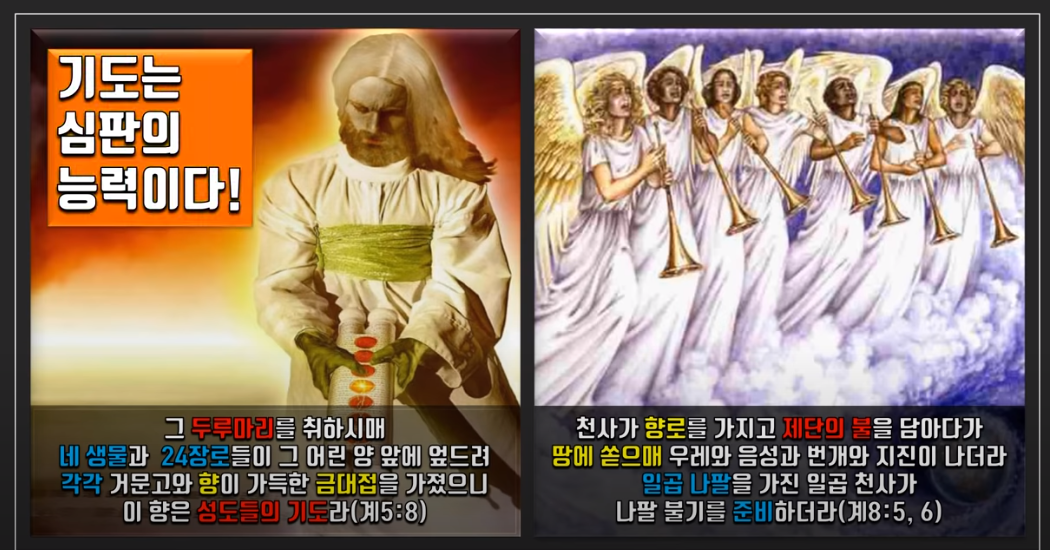 기도는
심판의
능력이다!
그 두루마리를 취하시매
네 생물과 24장로들이 그 어린 양 앞에 엎드려
각각 거문고와 향이 가득한 금대접을 가졌으니
이 향은 성도들의 기도라(계5:8)
천사가 향로를 가지고 제단의 불을 담아다가
땅에 쏟으매 우레와 음성과 번개와 지진이 나더라
일곱 나팔을 가진 일곱 천사가
나팔 불기를 준비하더라(계8:5, 6)